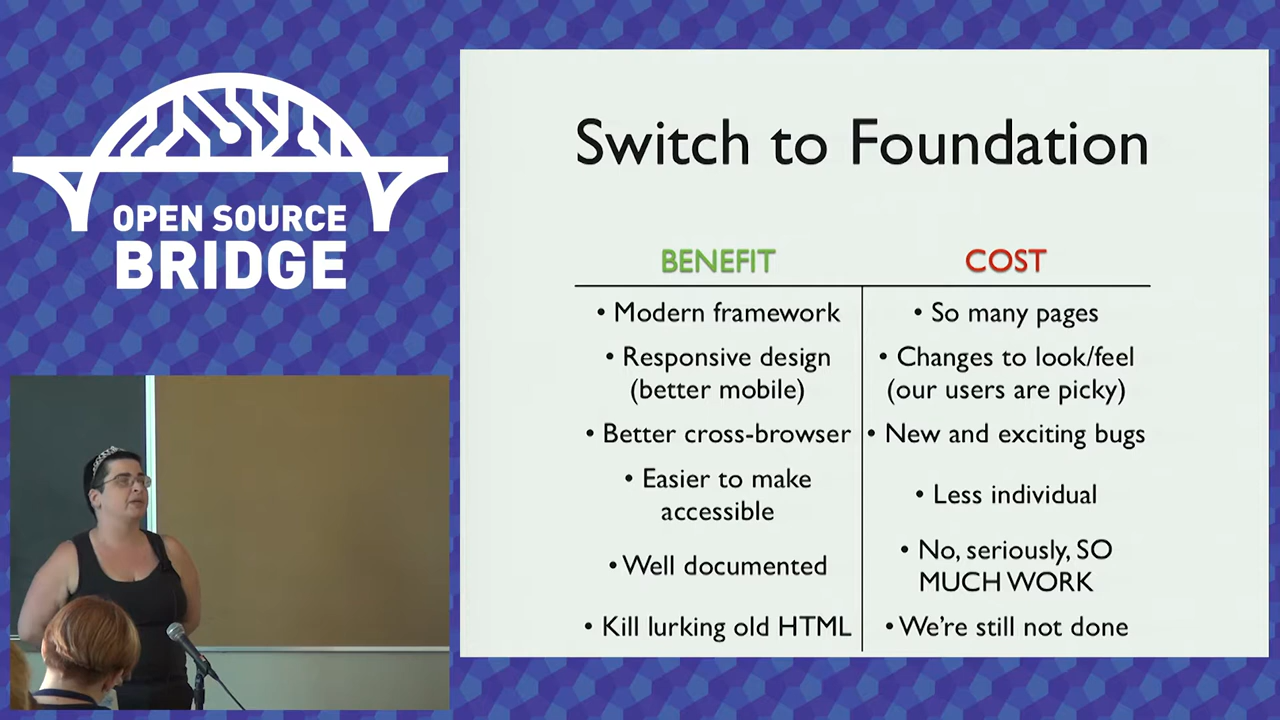 OPEN SOURCE
BRIDGE
Switch to Foundation
BENEFIT
COST
• Modern framework
• Responsive design
(better mobile)
• Better cross-browser
• Easier to make
accessible
• Well documented
• Kill lurking old HTML
• So many pages
• Changes to look/feel
(our users are picky)
• New and exciting bugs
• Less individual
• No, seriously, SO
MUCH WORK
• We're still not done